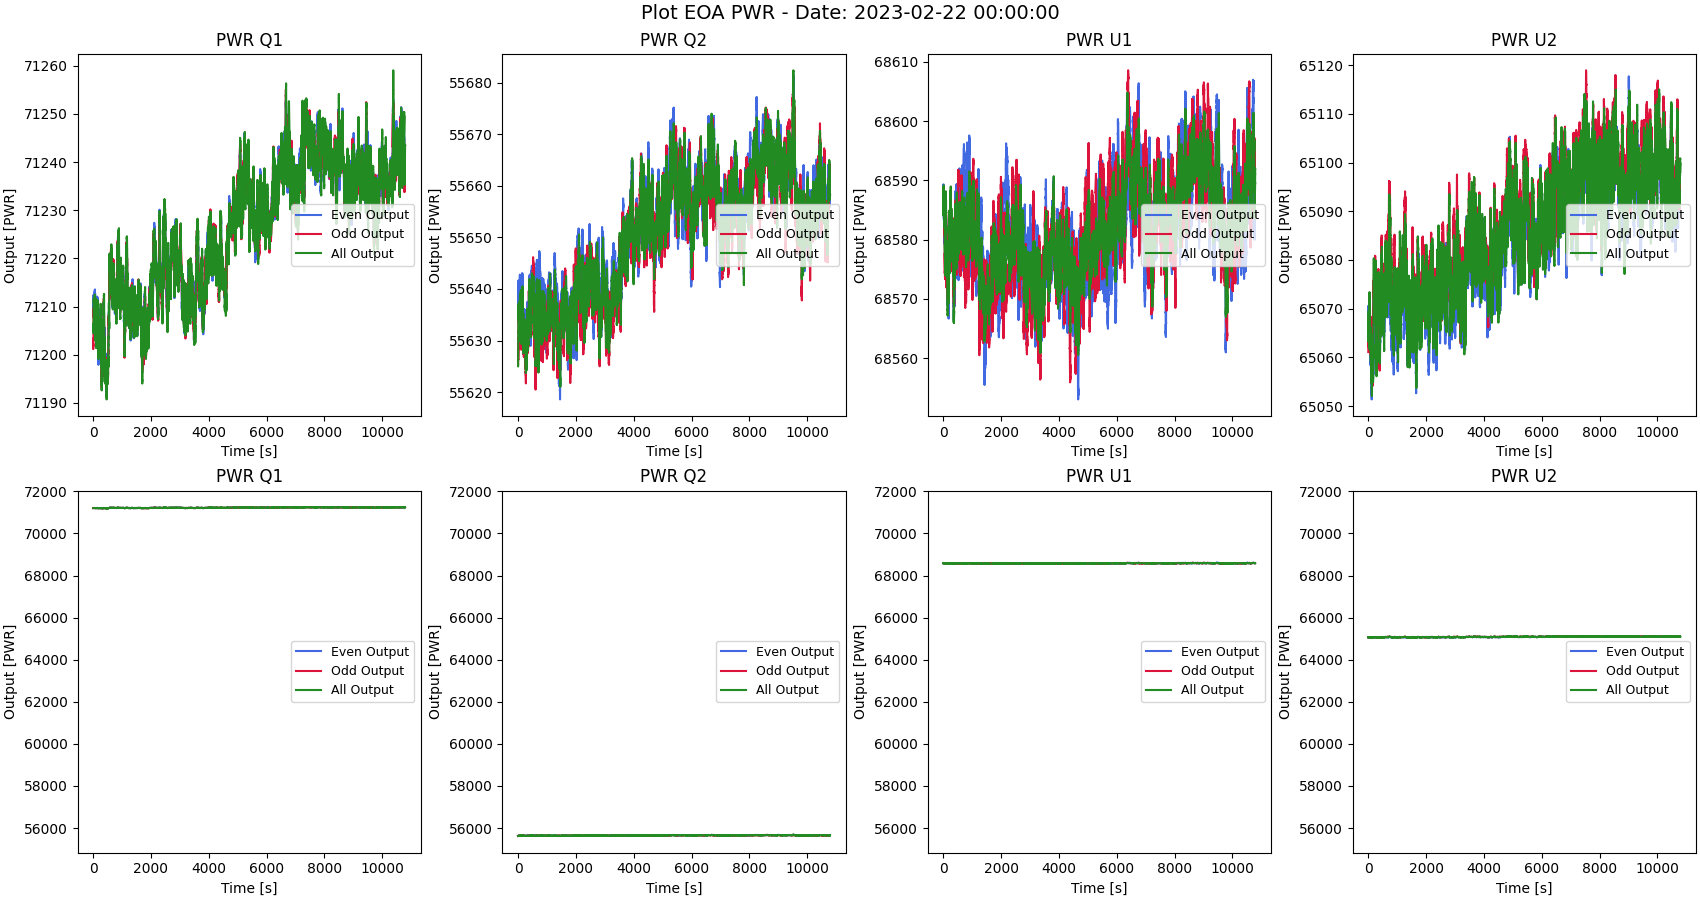 Plot EOA PWR - Date: 2023-02-22 00:00:00
PWR Q1
71260
71250
71240
71230
71220
71210
71200
71190
Output [PWR]
0 2000 4000 6000 8000 10000
Time [s]
Even Output
Odd Output
All Output
PWR Q2
55680
55670
55660
55650
55640
55630
55620
Output [PWR]
0 2000 4000 6000 8000 10000
Time [s]
Even Output
Odd Output
All Output
PWR U1
68610
68600
68590
68580
68570
68560
Output [PWR]
0 2000 4000 6000 8000 10000
Time [s]
Even Output
Odd Output
All Output
PWR U2
65120
65110
65100
65090
65080
65070
65060
65050
Output [PWR]
0 2000 4000 6000 8000 10000
Time [s]
Even Output
Odd Output
All Output
PWR Q1
72000
70000
68000
66000
64000
62000
60000
58000
56000
Output [PWR]
0 2000 4000 6000 8000 10000
Time [s]
Even Output
Odd Output
All Output
PWR Q2
72000
70000
68000
66000
64000
62000
60000
58000
56000
Output [PWR]
0 2000 4000 6000 8000 10000
Time [s]
Even Output
Odd Output
All Output
PWR U1
72000
70000
68000
66000
64000
62000
60000
58000
56000
Output [PWR]
0 2000 4000 6000 8000 10000
Time [s]
Even Output
Odd Output
All Output
PWR U2
72000
70000
68000
66000
64000
62000
60000
58000
56000
Output [PWR]
0 2000 4000 6000 8000 10000
Time [s]
Even Output
Odd Output
All Output